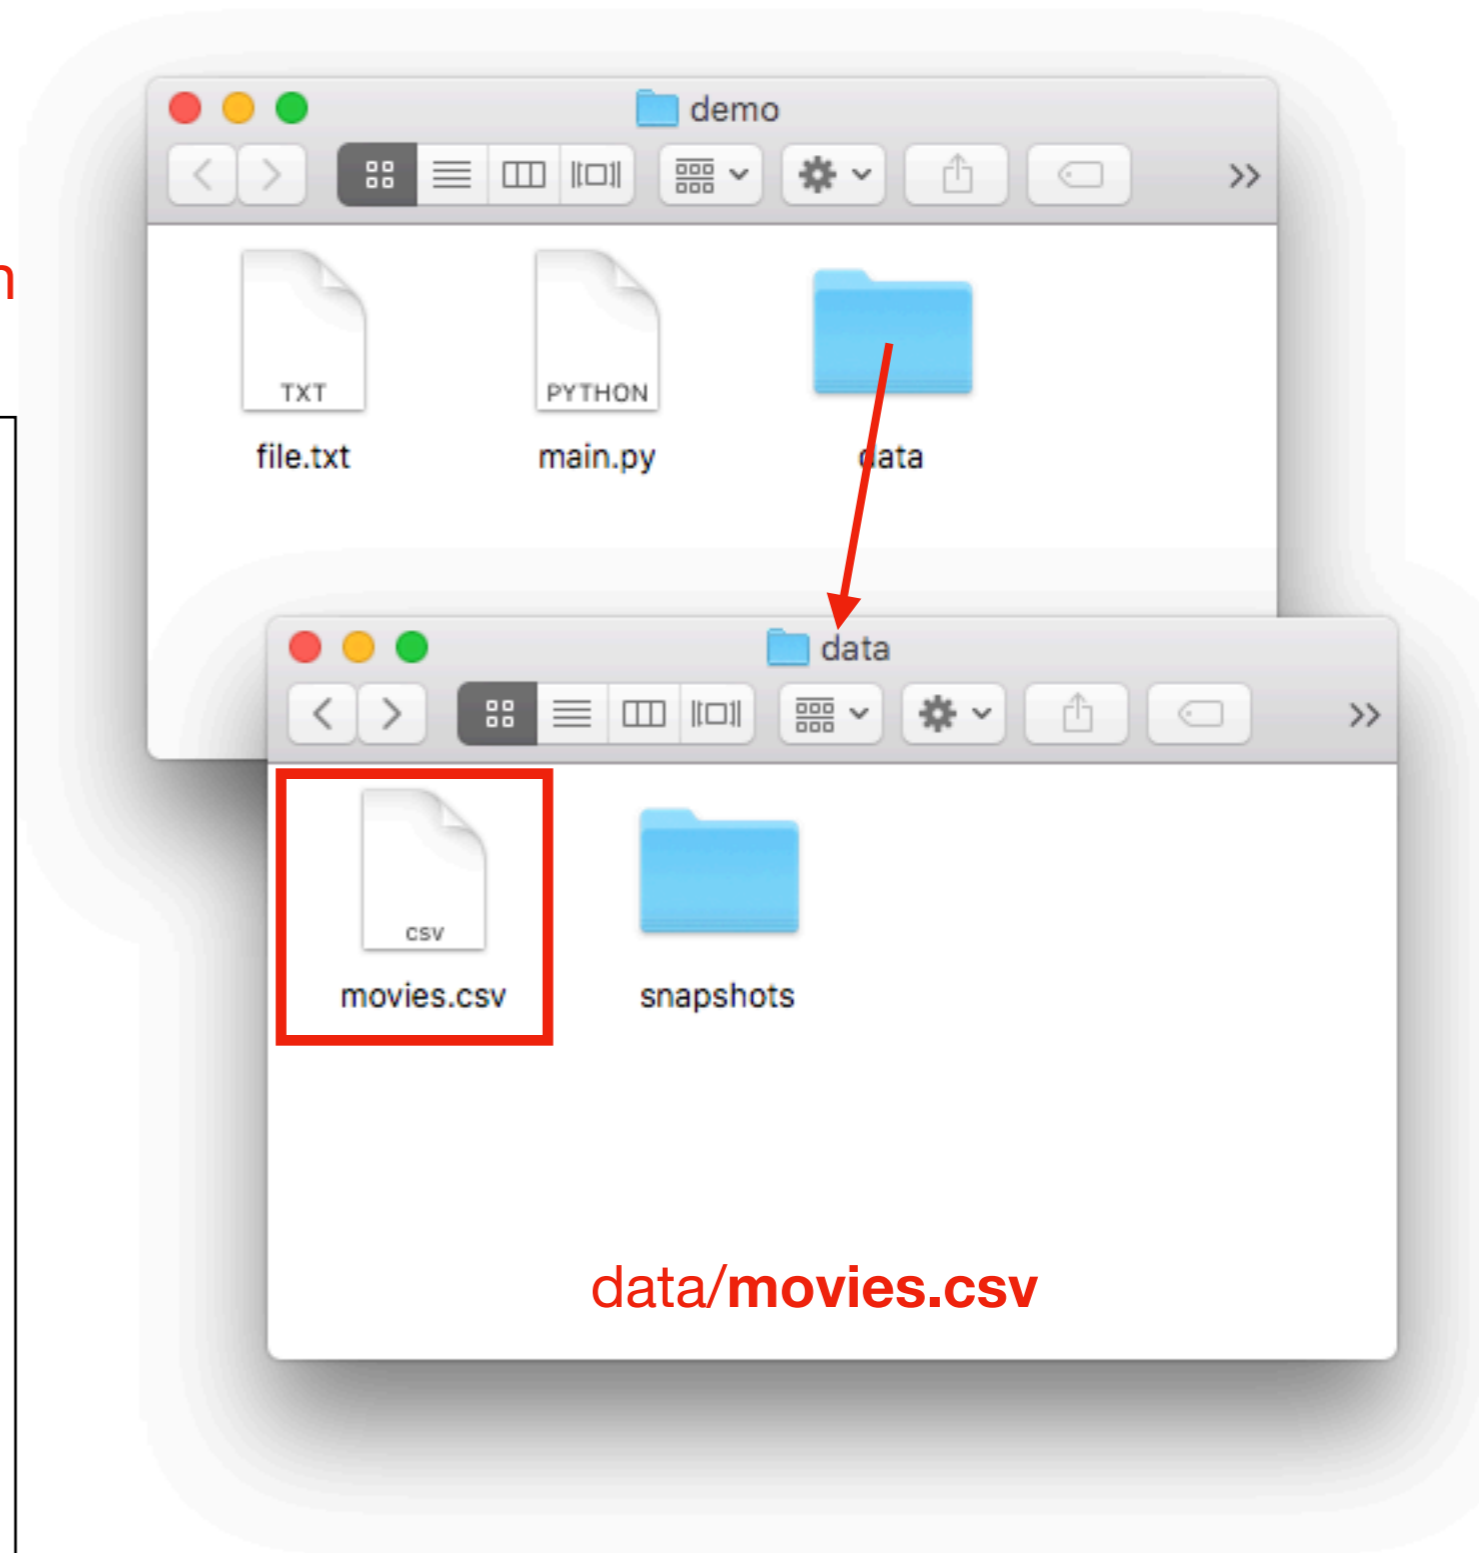 demo
TXT
PYTHON
file.txt
main.py
data
data
CSV
movies.csv
snapshots
data/movies.csv